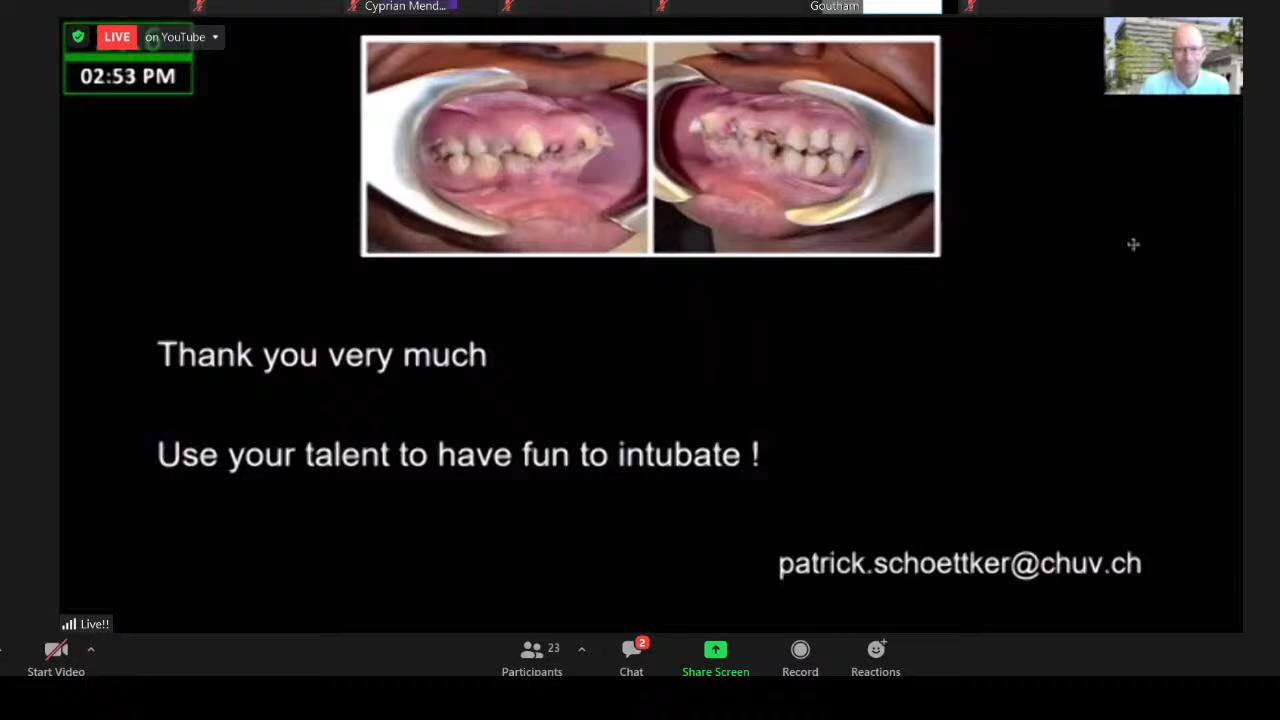 Cyprian Mend...
Goutham
LIVE
on YouTube
02:53 PM
Thank you very much
Use your talent to have fun to intubate !
patrick.schoettker@chuv.ch
Live!!
23
2
Start Video
Participants
Chat
Share Screen
Record
Reactions